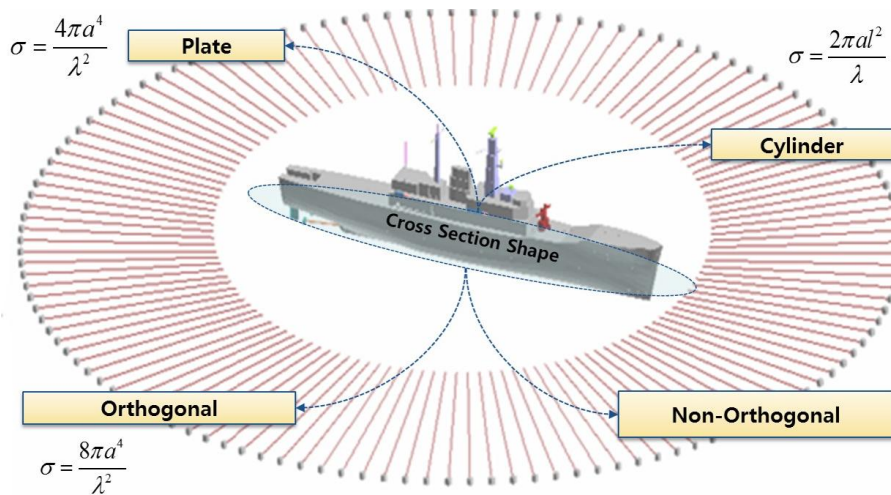 σ = 4πa⁴/λ²
Plate
σ = 2πal²/λ
Cylinder
Cross Section Shape
Orthogonal
Non-Orthogonal
σ = 8πa⁴/λ²